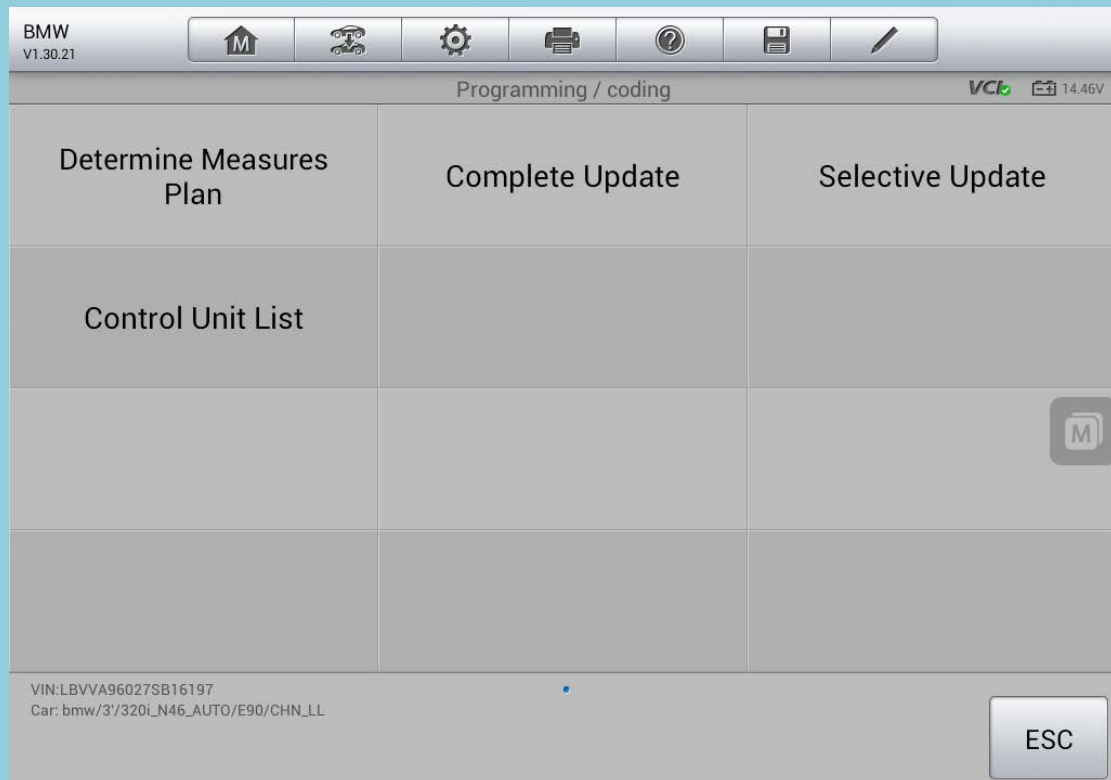 BMW
V1.30.21
M
?
Programming / coding
VCI
14.46V
Determine Measures
Plan
Complete Update
Selective Update
Control Unit List
M
VIN:LBVVA96027SB16197
Car: bmw/3'/320i_N46_AUTO/E90/CHN_LL
ESC